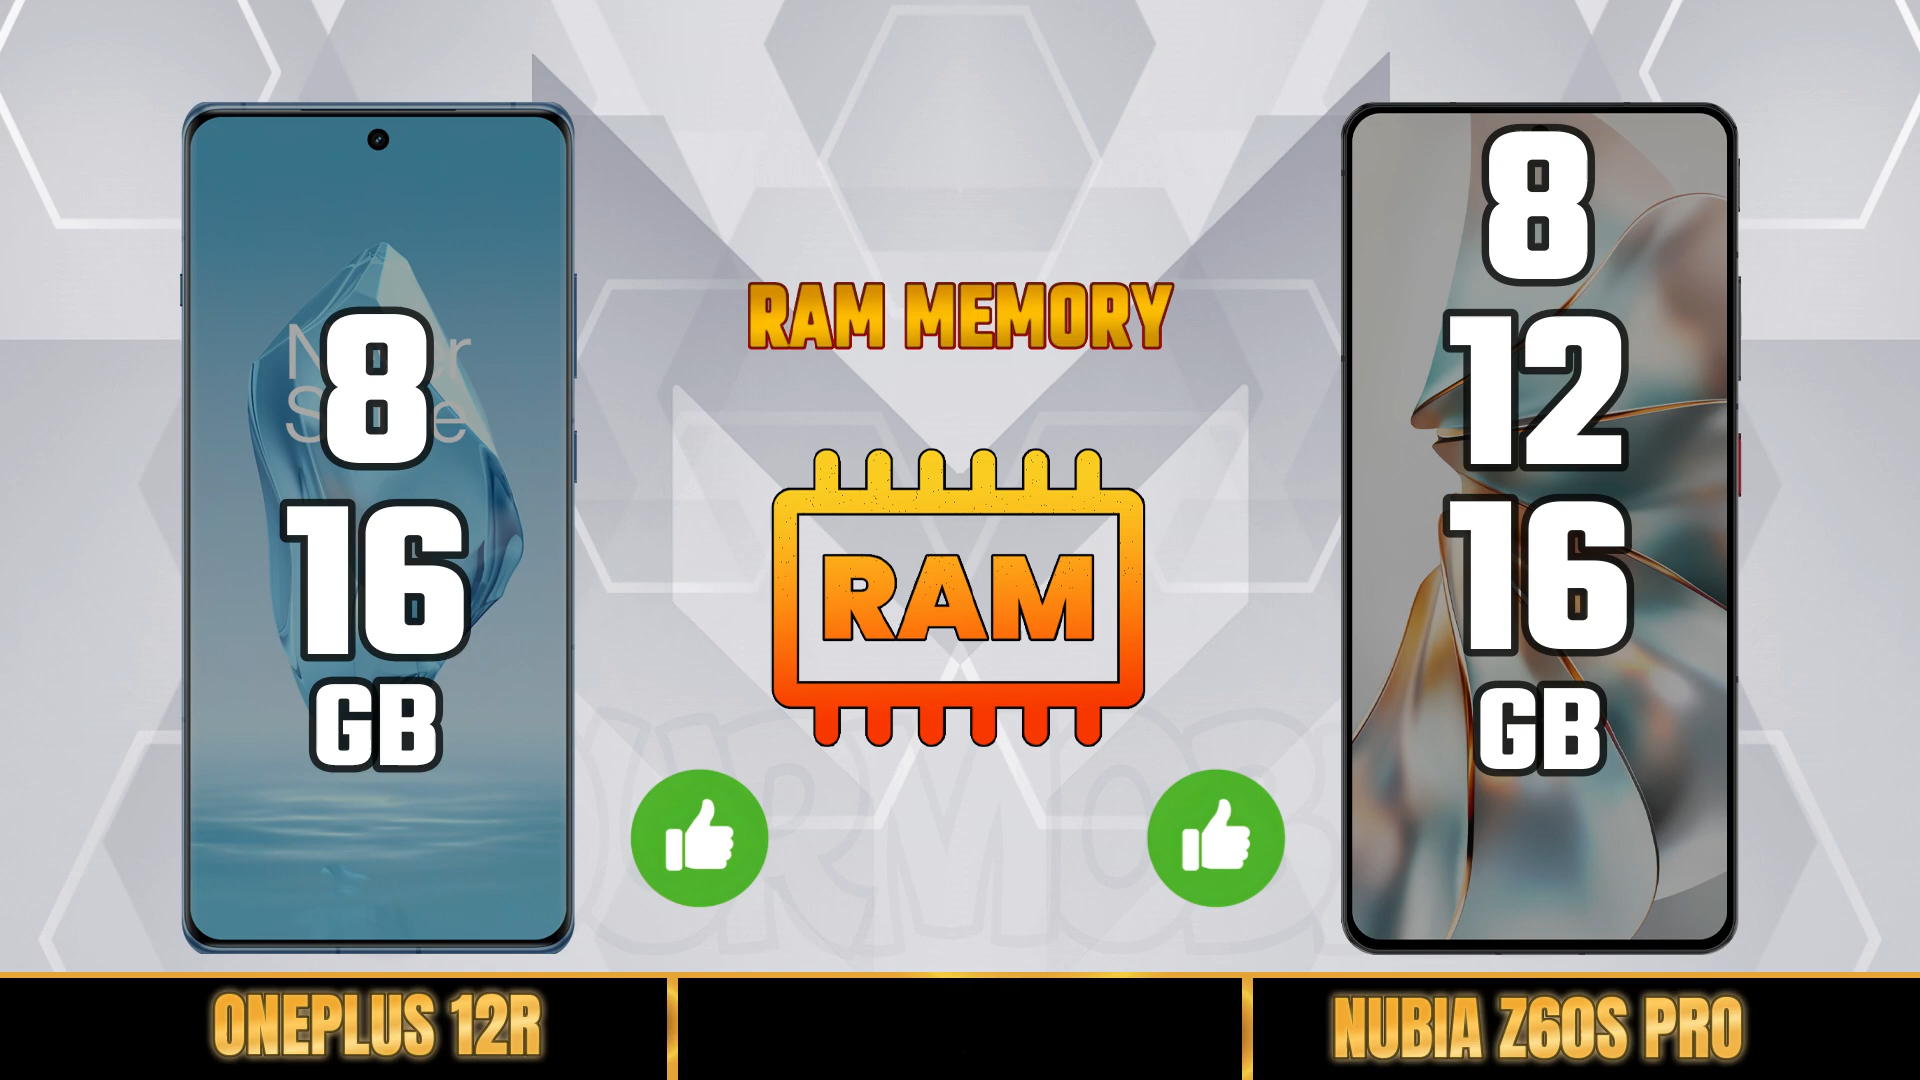 RAM MEMORY
8
16
GB
RAM
8
12
16
GB
ONEPLUS 12R
NUBIA Z60S PRO